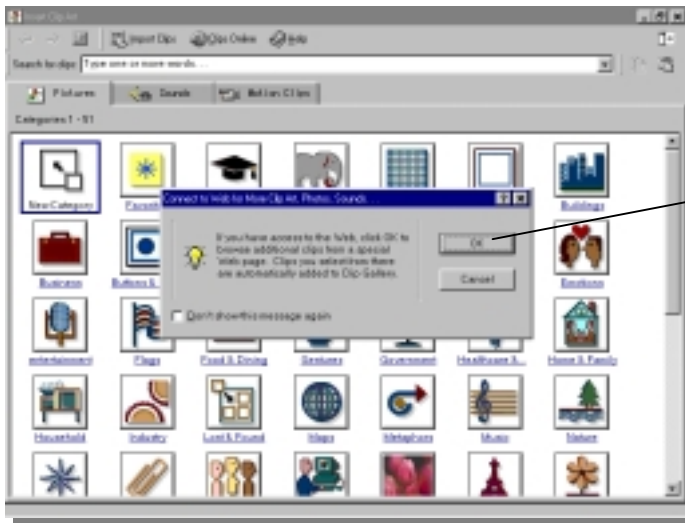 Insert Clip Art
Import Clips Clips Online Help
Search for clips: Type one or more words...
Pictures Sounds Motion Clips
Categories 1 - 51
New Category
Buildings
Connect to Web for More Clip Art, Photos, Sounds...
If you have access to the Web, click OK to
browse additional clips from a special
Web page. Clips you select from there
are automatically added to Clip Gallery.
OK
Cancel
Don't show this message again
Business Buttons & Emotions
Entertainment Flags Food & Dining Gestures Government Healthcare &... Home & Family
Household Industry Lost & Found Maps Metaphors Music Nature